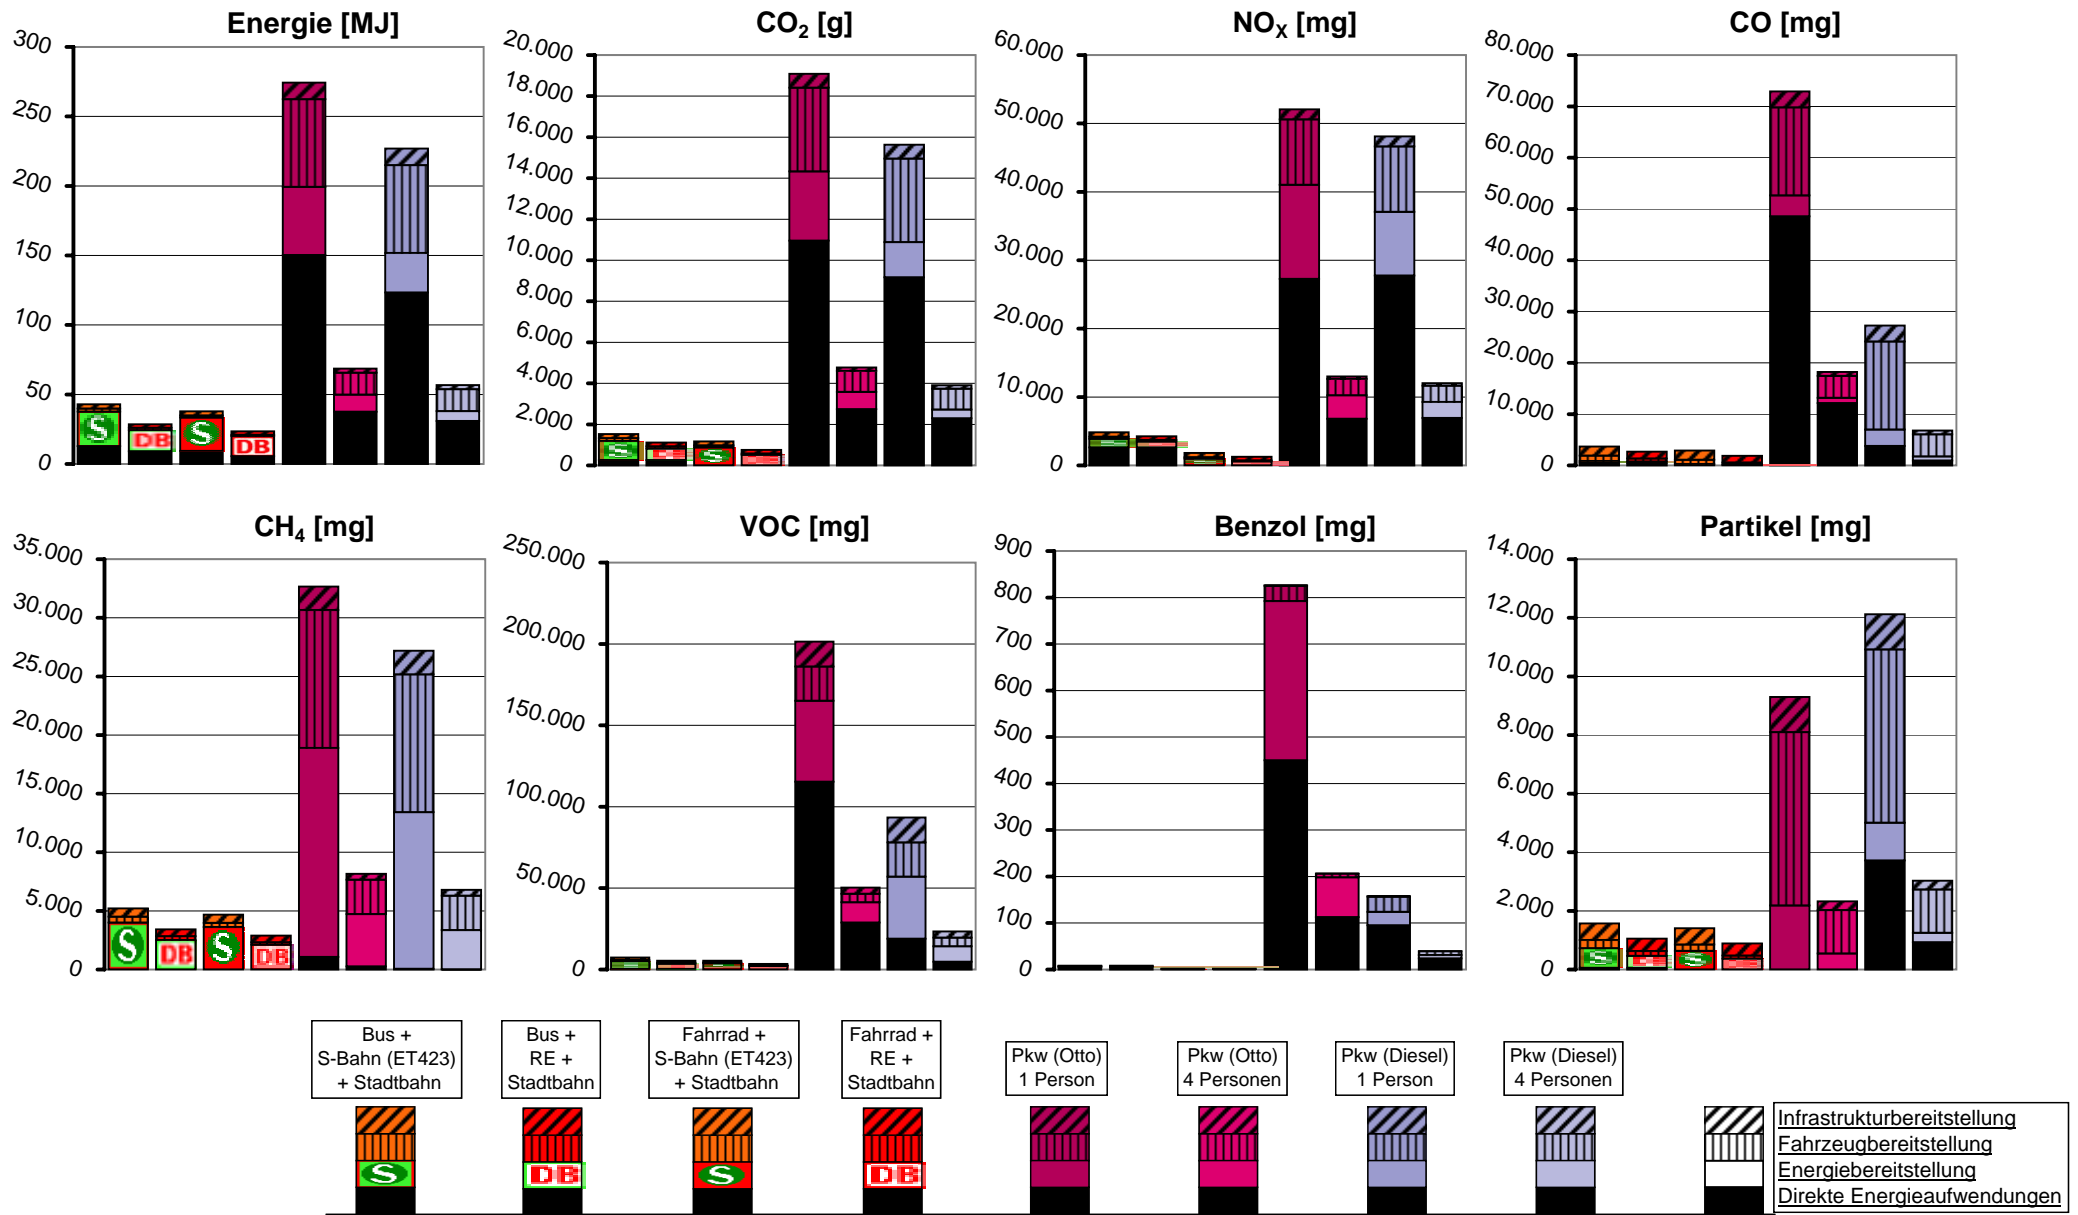 Energie [MJ]
300
250
200
150
100
50
0
S
DB
S
DB
CO₂ [g]
20.000
18.000
16.000
14.000
12.000
10.000
8.000
6.000
4.000
2.000
0
S
S
NOX [mg]
60.000
50.000
40.000
30.000
20.000
10.000
0
CO [mg]
80.000
70.000
60.000
50.000
40.000
30.000
20.000
10.000
0
CH₄ [mg]
35.000
30.000
25.000
20.000
15.000
10.000
5.000
0
S
DB
S
DB
VOC [mg]
250.000
200.000
150.000
100.000
50.000
0
Benzol [mg]
900
800
700
600
500
400
300
200
100
0
Partikel [mg]
14.000
12.000
10.000
8.000
6.000
4.000
2.000
0
S
DB
S
Bus +
S-Bahn (ET423)
+ Stadtbahn
Bus +
RE +
Stadtbahn
Fahrrad +
S-Bahn (ET423)
+ Stadtbahn
Fahrrad +
RE +
Stadtbahn
Pkw (Otto)
1 Person
Pkw (Otto)
4 Personen
Pkw (Diesel)
1 Person
Pkw (Diesel)
4 Personen
S
DB
S
DB
Infrastrukturbereitstellung
Fahrzeugbereitstellung
Energiebereitstellung
Direkte Energieaufwendungen